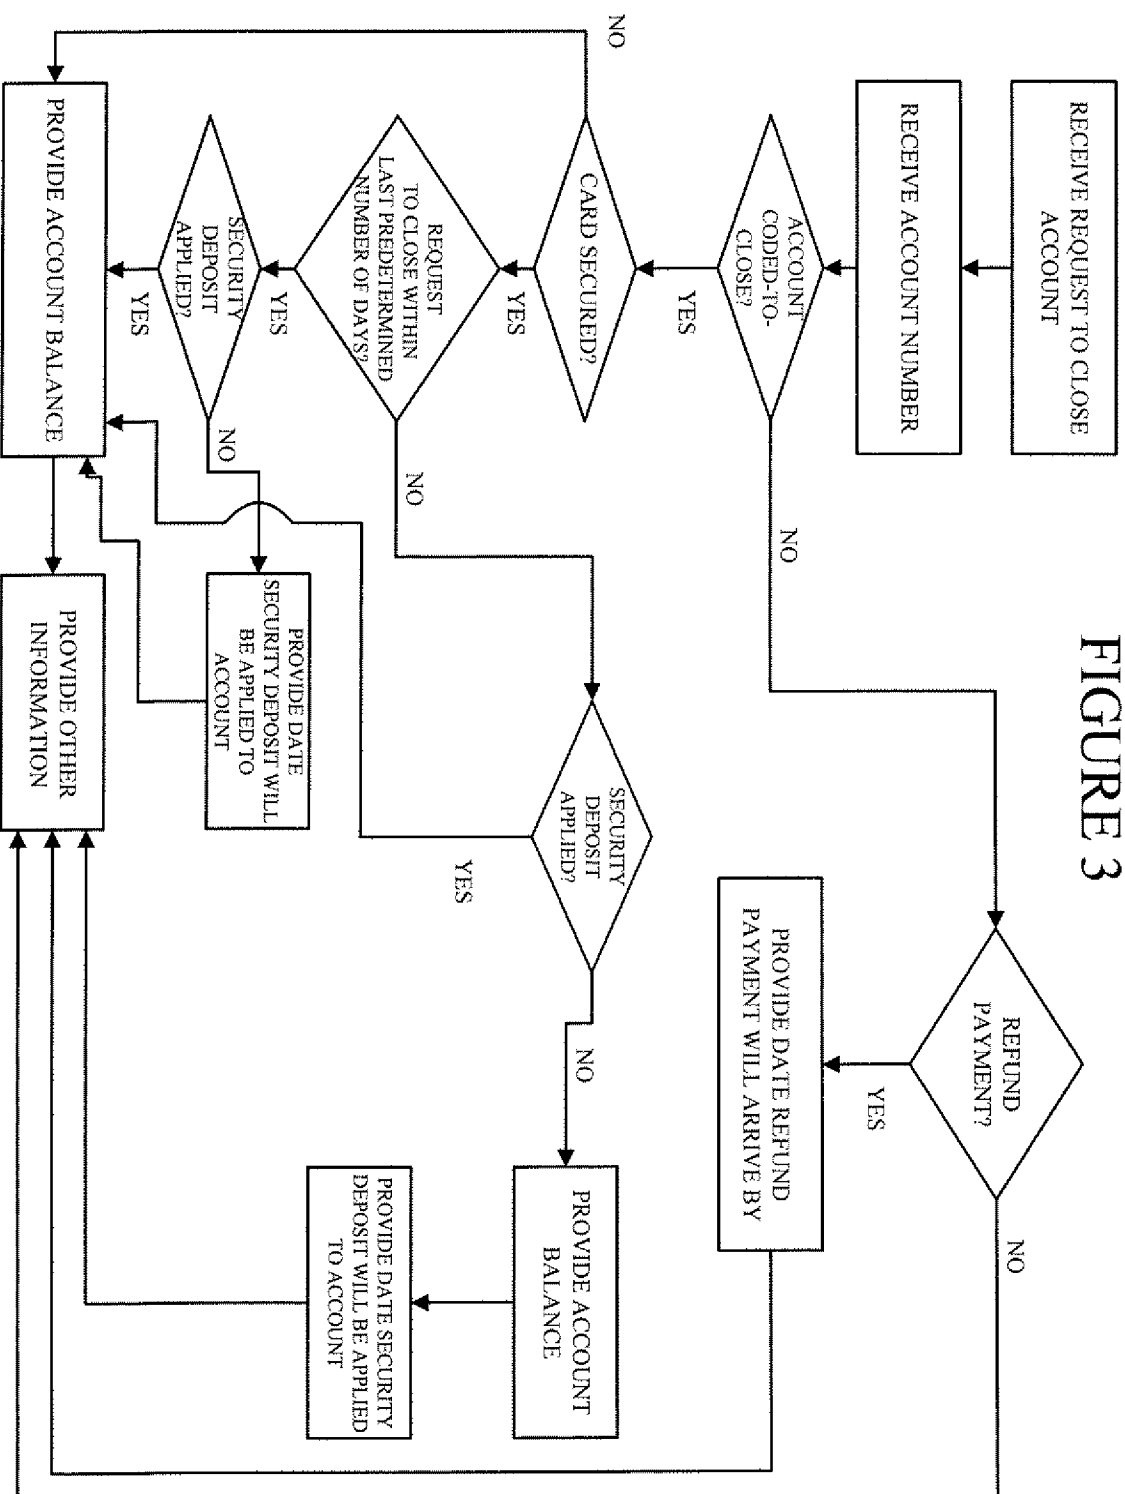 FIGURE 3
RECEIVE REQUEST TO CLOSE
ACCOUNT
RECEIVE ACCOUNT NUMBER
ACCOUNT
CODED-TO-
CLOSE?
NO
YES
REFUND
PAYMENT?
NO
YES
PROVIDE DATE REFUND
PAYMENT WILL ARRIVE BY
CARD SECURED?
NO
YES
REQUEST
TO CLOSE WITHIN
LAST PREDETERMINED
NUMBER OF DAYS?
NO
YES
SECURITY
DEPOSIT
APPLIED?
NO
YES
PROVIDE ACCOUNT
BALANCE
PROVIDE DATE SECURITY
DEPOSIT WILL BE APPLIED
TO ACCOUNT
SECURITY
DEPOSIT
APPLIED?
NO
YES
PROVIDE DATE
SECURITY DEPOSIT WILL
BE APPLIED TO
ACCOUNT
PROVIDE ACCOUNT BALANCE
PROVIDE OTHER
INFORMATION